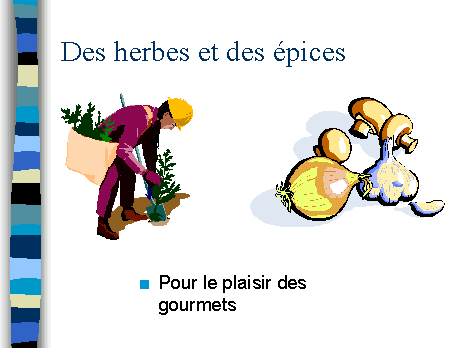 Des herbes et des épices
Pour le plaisir des
gourmets